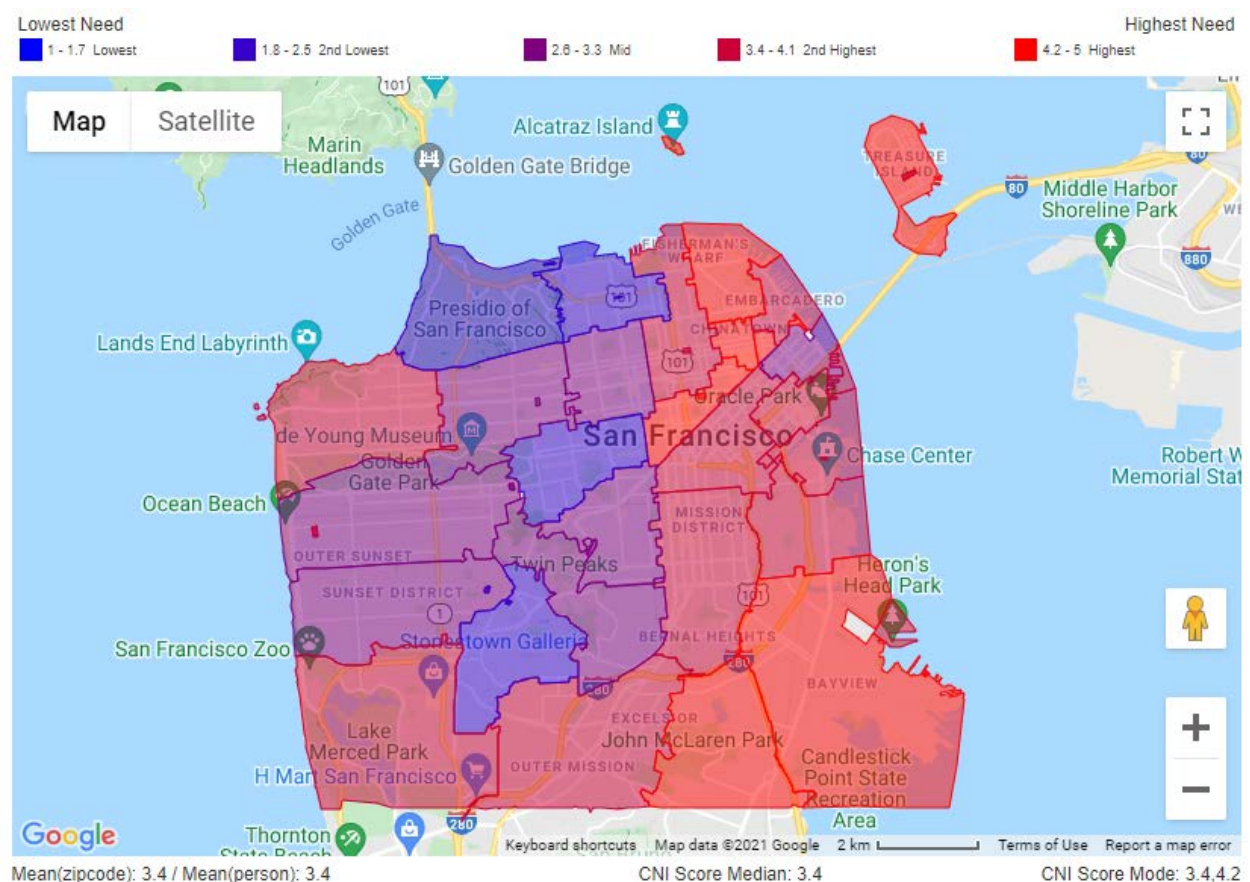 Lowest Need
Highest Need
1 - 1.7 Lowest
1.8 - 2.5 2nd Lowest
2.6 - 3.3 Mid
3.4 - 4.1 2nd Highest
4.2 - 5 Highest
101
Map
Satellite
Alcatraz Island
Marin
Headlands
Golden Gate Bridge
TREASURE
ISLAND
80
80
Middle Harbor
Shoreline Park
Golden Gate
880
FISHERMAN'S
WHARF
101
EMBARCADERO
Presidio of
San Francisco
CHINATOWN
Lands End Labyrinth
101
Oracle Park
de Young Museum
San Francisco
Golden
Gate Park
Chase Center
Robert W
Memorial Stat
Ocean Beach
MISSION
DISTRICT
OUTER SUNSET
Twin Peaks
Heron's
Head Park
SUNSET DISTRICT
101
1
Stonestown Galleria
BERNAL HEIGHTS
San Francisco Zoo
280
280
BAYVIEW
EXCELSIOR
Lake
Merced Park
John McLaren Park
H Mart San Francisco
OUTER MISSION
Candlestick
Point State
Recreation
Area
280
Google
Thornton
State Beach
Keyboard shortcuts
Map data ©2021 Google
2 km
Terms of Use
Report a map error
Mean(zipcode): 3.4 / Mean(person): 3.4
CNI Score Median: 3.4
CNI Score Mode: 3.4,4.2